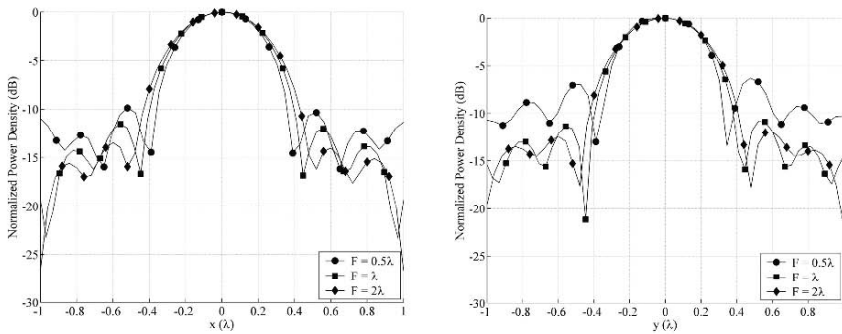 Normalized Power Density (dB)
0
-5
-10
-15
-20
-25
-30
-1 -0.8 -0.6 -0.4 -0.2 0 0.2 0.4 0.6 0.8 1
x (λ)
F = 0.5λ
F = λ
F = 2λ
Normalized Power Density (dB)
0
-5
-10
-15
-20
-25
-30
-1 -0.8 -0.6 -0.4 -0.2 0 0.2 0.4 0.6 0.8
y (λ)
F = 0.5λ
F = λ
F = 2λ